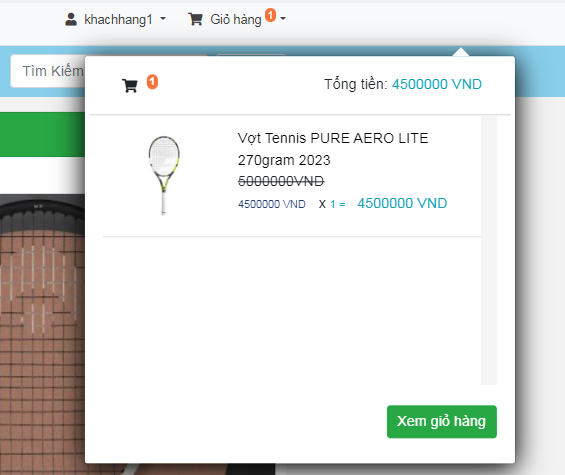 khachhang1 Giỏ hàng 1
Tìm Kiếm
1 Tổng tiền: 4500000 VND
Vợt Tennis PURE AERO LITE
270gram 2023
5000000VND
4500000 VND X 1 = 4500000 VND
Xem giỏ hàng